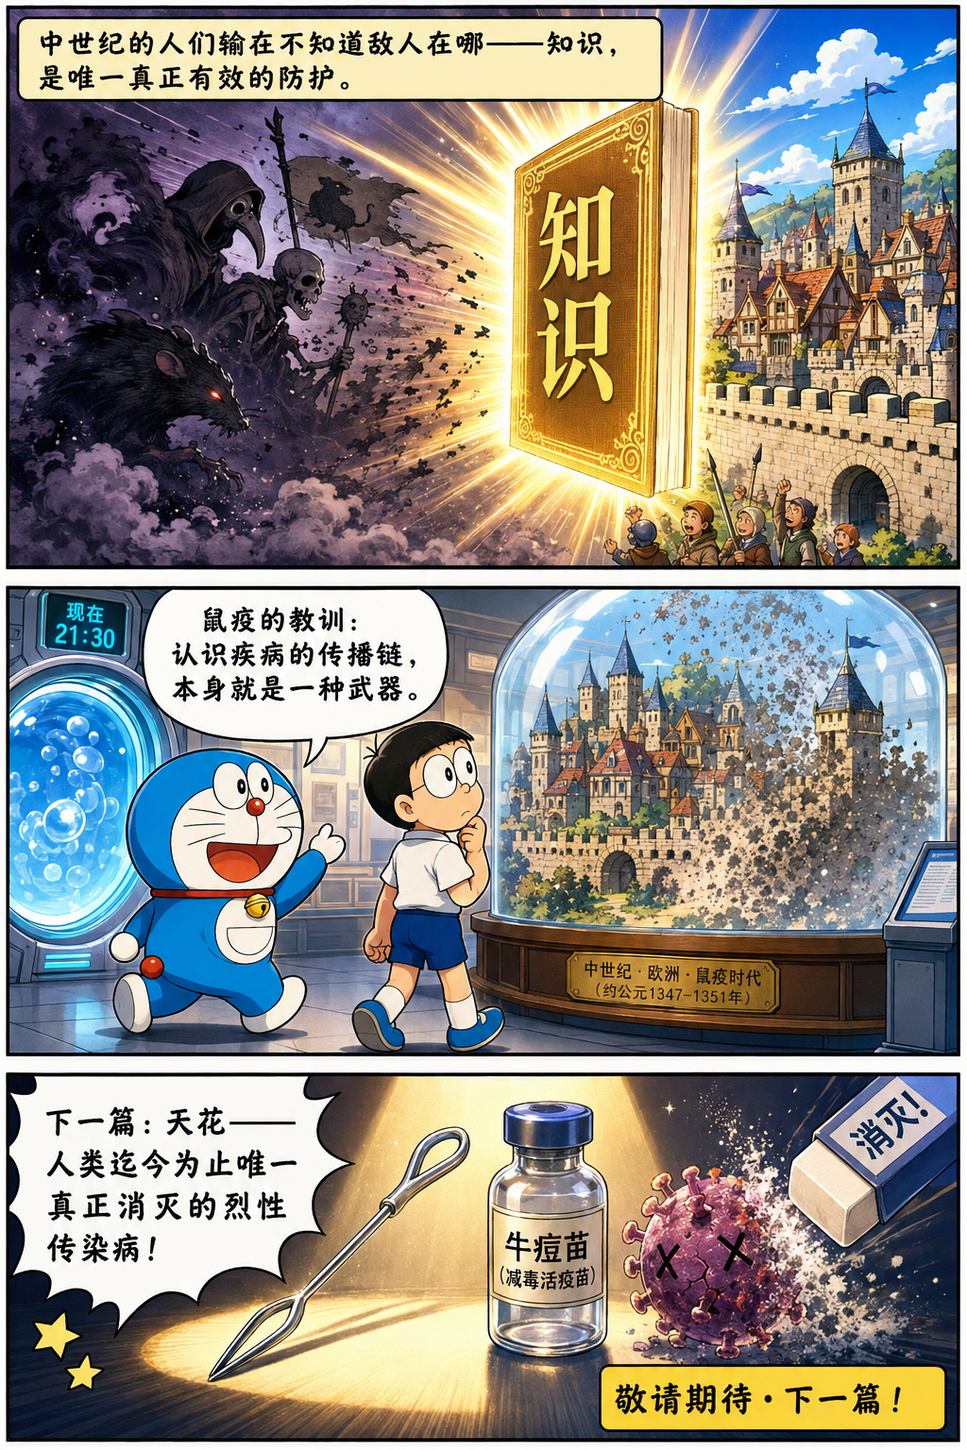 中世纪的人们输在不知道敌人在哪——知识，
是唯一真正有效的防护。
知
识
现在
21:30
鼠疫的教训：
认识疾病的传播链，
本身就是一种武器。
中世纪·欧洲·鼠疫时代
（约公元1347-1351年）
下一篇：天花——
人类迄今为止唯一
真正消灭的烈性
传染病！
牛痘苗
（减毒活疫苗）
消灭！
敬请期待·下一篇！